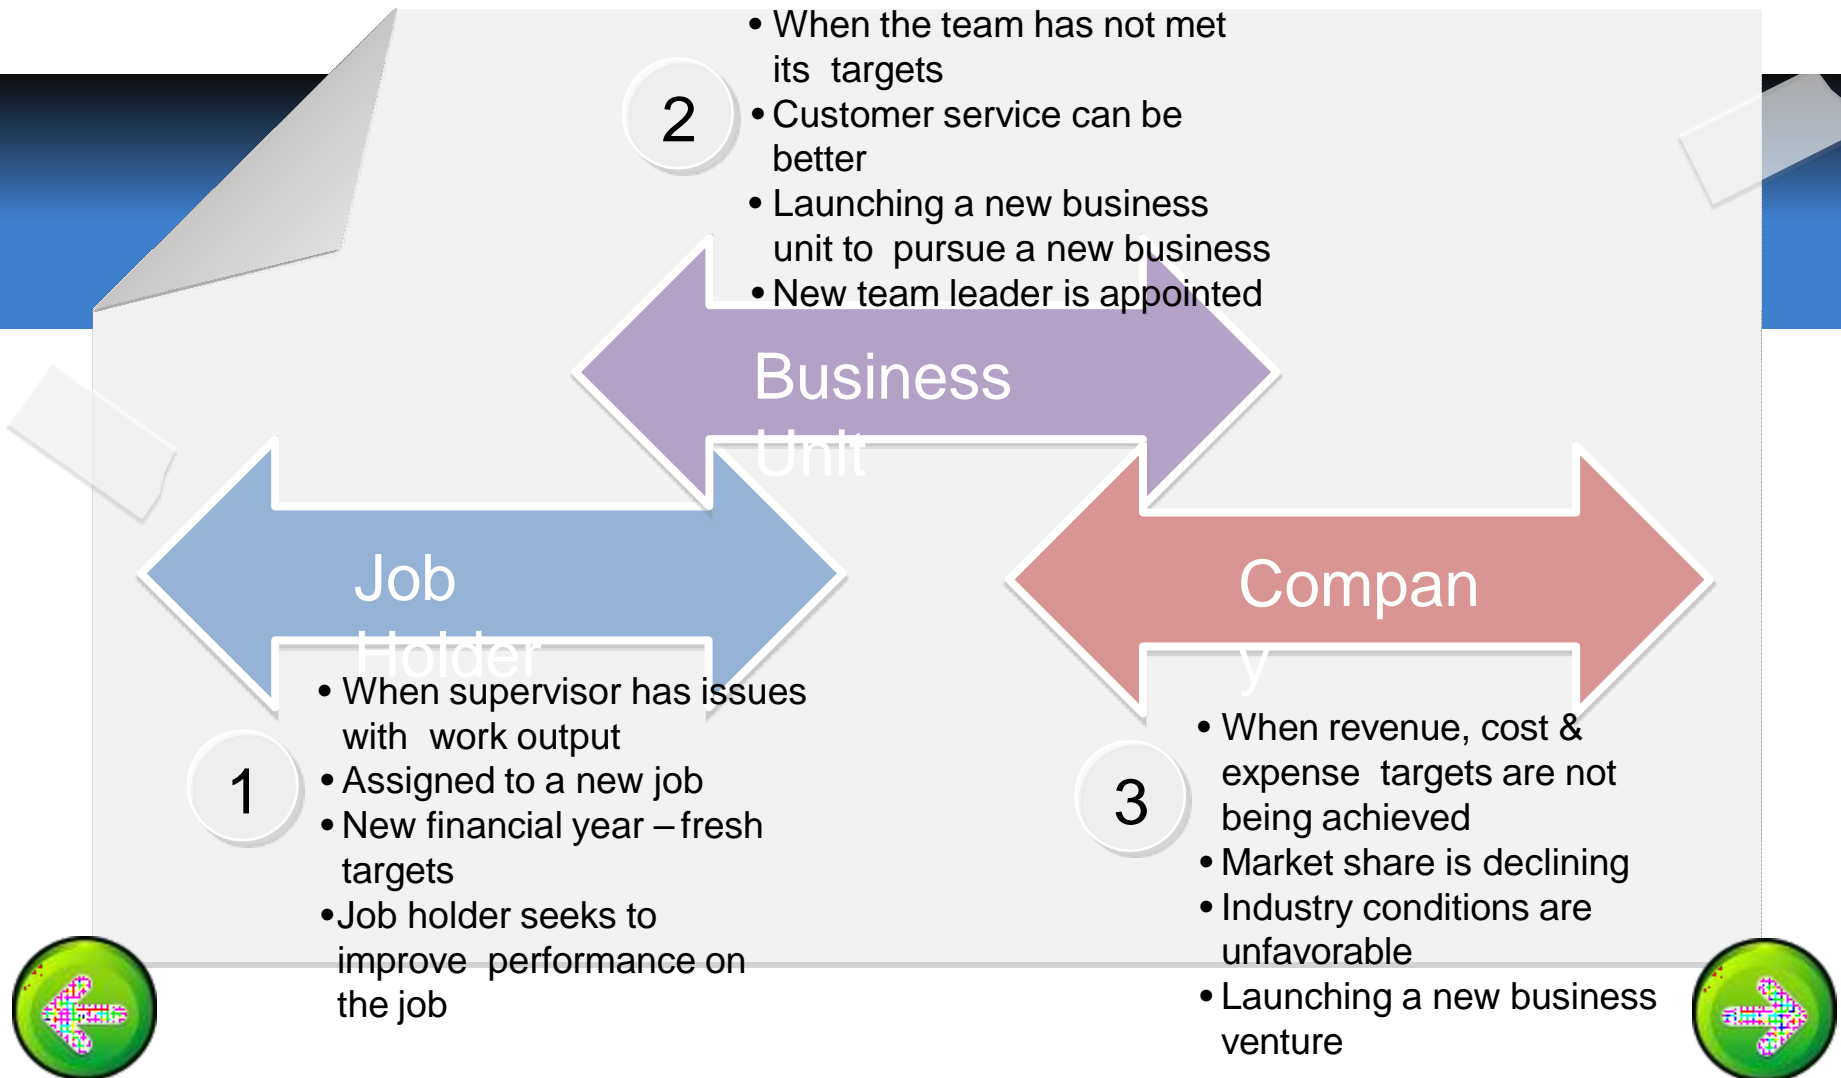 • When the team has not met
its targets
2
• Customer service can be
better
• Launching a new business
unit to pursue a new business
• New team leader is appointed
Business
Unit
Job
Holder
• When supervisor has issues
with work output
1
• Assigned to a new job
• New financial year – fresh
targets
• Job holder seeks to
improve performance on
the job
Compan
y
• When revenue, cost &
expense targets are not
being achieved
3
• Market share is declining
• Industry conditions are
unfavorable
• Launching a new business
venture